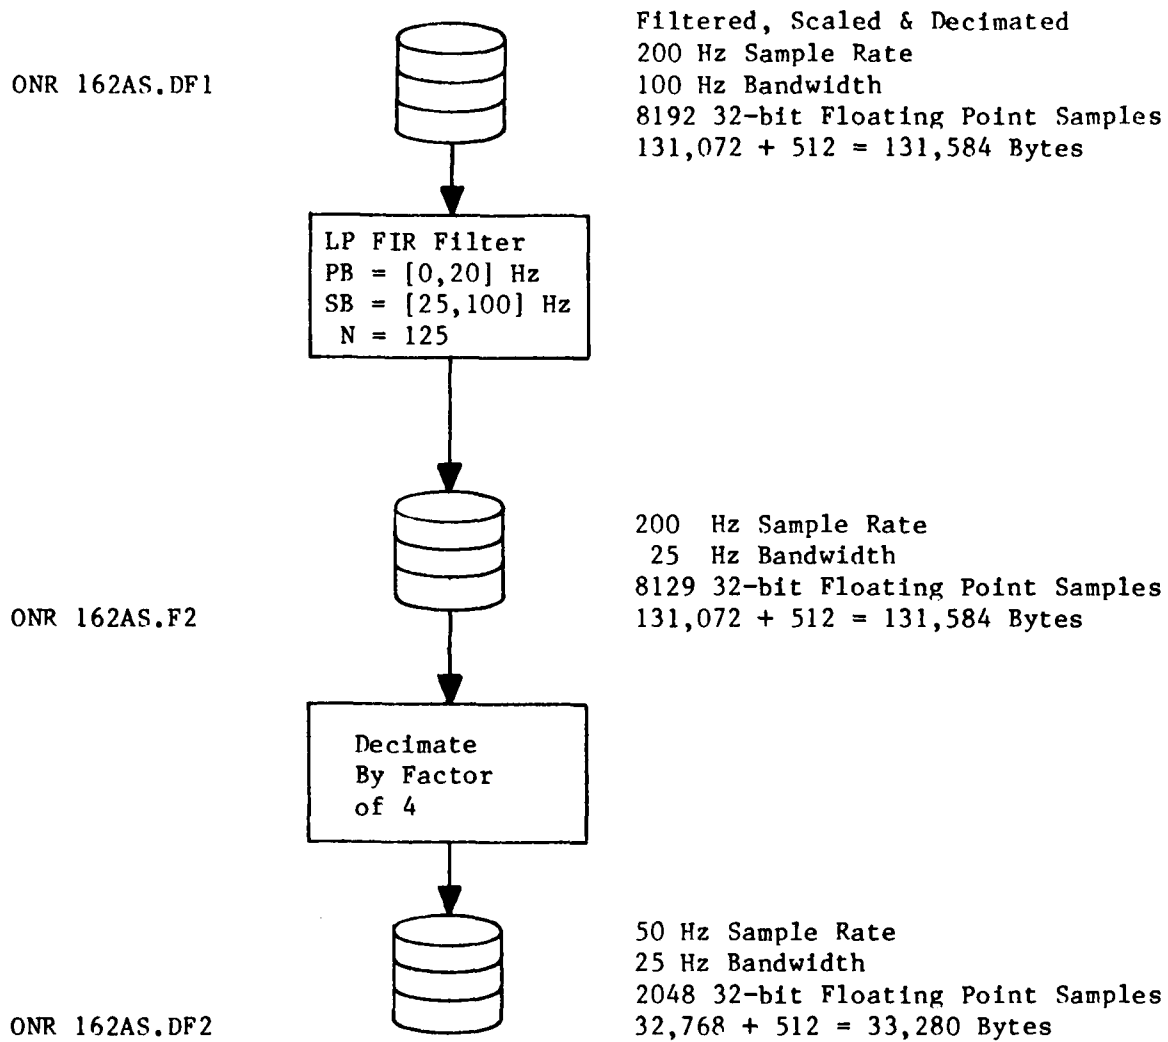 Filtered, Scaled & Decimated
200 Hz Sample Rate
ONR 162AS.DF1
100 Hz Bandwidth
8192 32-bit Floating Point Samples
131,072 + 512 = 131,584 Bytes
LP FIR Filter
PB = [0,20] Hz
SB = [25,100] Hz
N = 125
200 Hz Sample Rate
25 Hz Bandwidth
8129 32-bit Floating Point Samples
ONR 162AS.F2
131,072 + 512 = 131,584 Bytes
Decimate
By Factor
of 4
50 Hz Sample Rate
25 Hz Bandwidth
2048 32-bit Floating Point Samples
ONR 162AS.DF2
32,768 + 512 = 33,280 Bytes